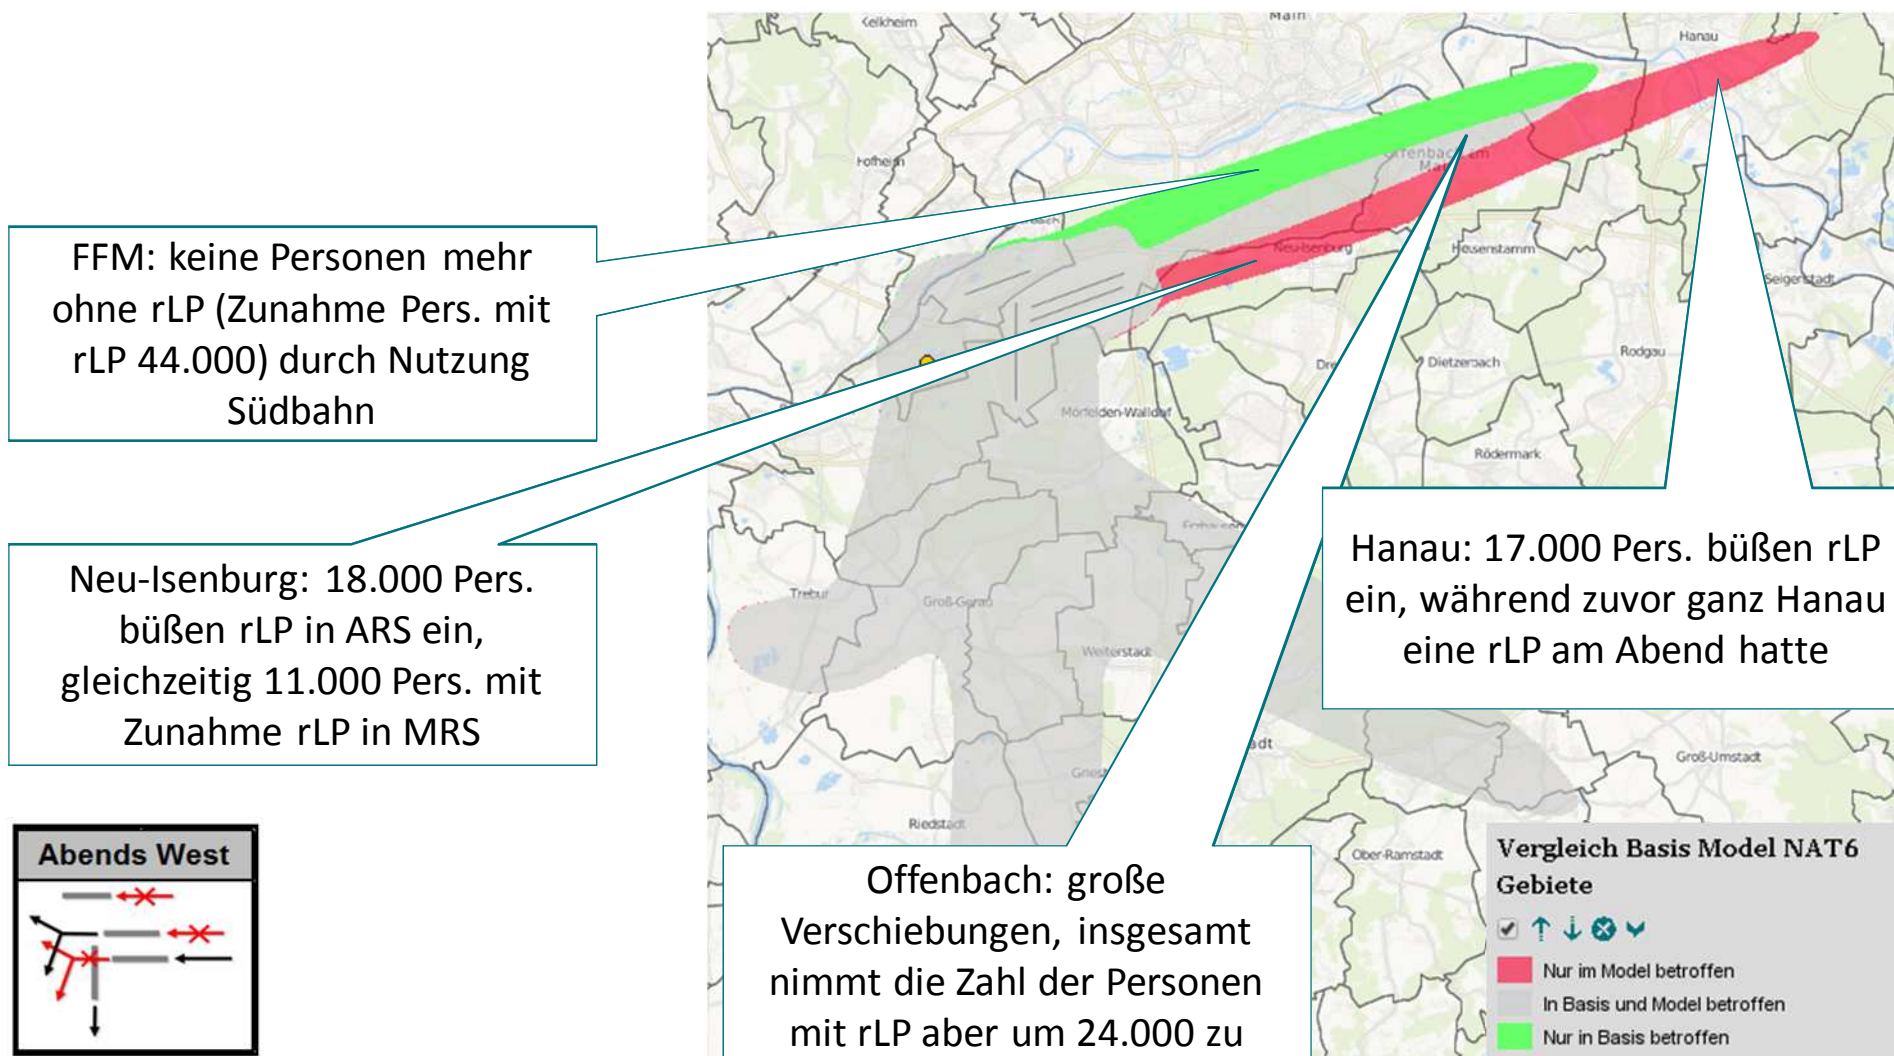 Kelkheim
Main
Hanau
Hofheim
Offenbach am
Main
FFM: keine Personen mehr
ohne rLP (Zunahme Pers. mit
rLP 44.000) durch Nutzung
Südbahn
Neu-Isenburg
Heusenstamm
Seligenstadt
Dietzenbach
Rodgau
Mörfelden-Walldorf
Rödermark
Neu-Isenburg: 18.000 Pers.
büßen rLP in ARS ein,
gleichzeitig 11.000 Pers. mit
Zunahme rLP in MRS
Hanau: 17.000 Pers. büßen rLP
ein, während zuvor ganz Hanau
eine rLP am Abend hatte
Trebur
Groß-Gerau
Weiterstadt
Groß-Umstadt
Riedstadt
Ober-Ramstadt
Abends West
Offenbach: große
Verschiebungen, insgesamt
nimmt die Zahl der Personen
mit rLP aber um 24.000 zu
Vergleich Basis Model NAT6
Gebiete
Nur im Model betroffen
In Basis und Model betroffen
Nur in Basis betroffen